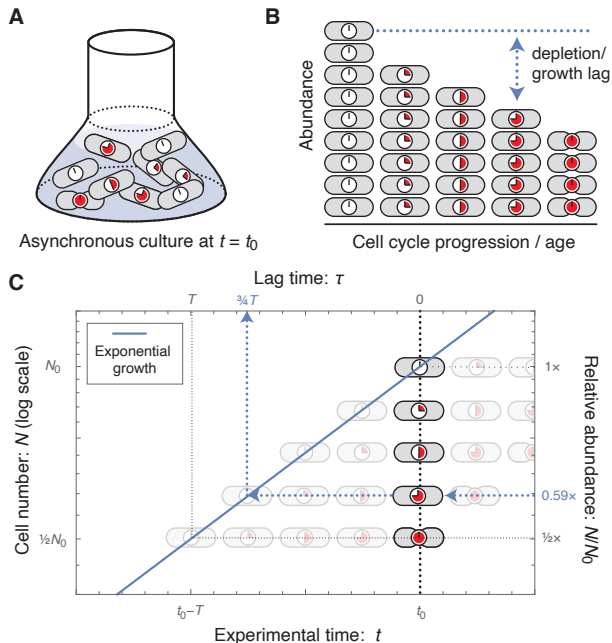 A
Asynchronous culture at t = t₀
B
Abundance
depletion/
growth lag
Cell cycle progression / age
C
Lag time: τ
T
¾T
0
Exponential
growth
Cell number: N (log scale)
N₀
½N₀
1×
0.59×
½×
Relative abundance: N/N₀
t₀–T
t₀
Experimental time: t